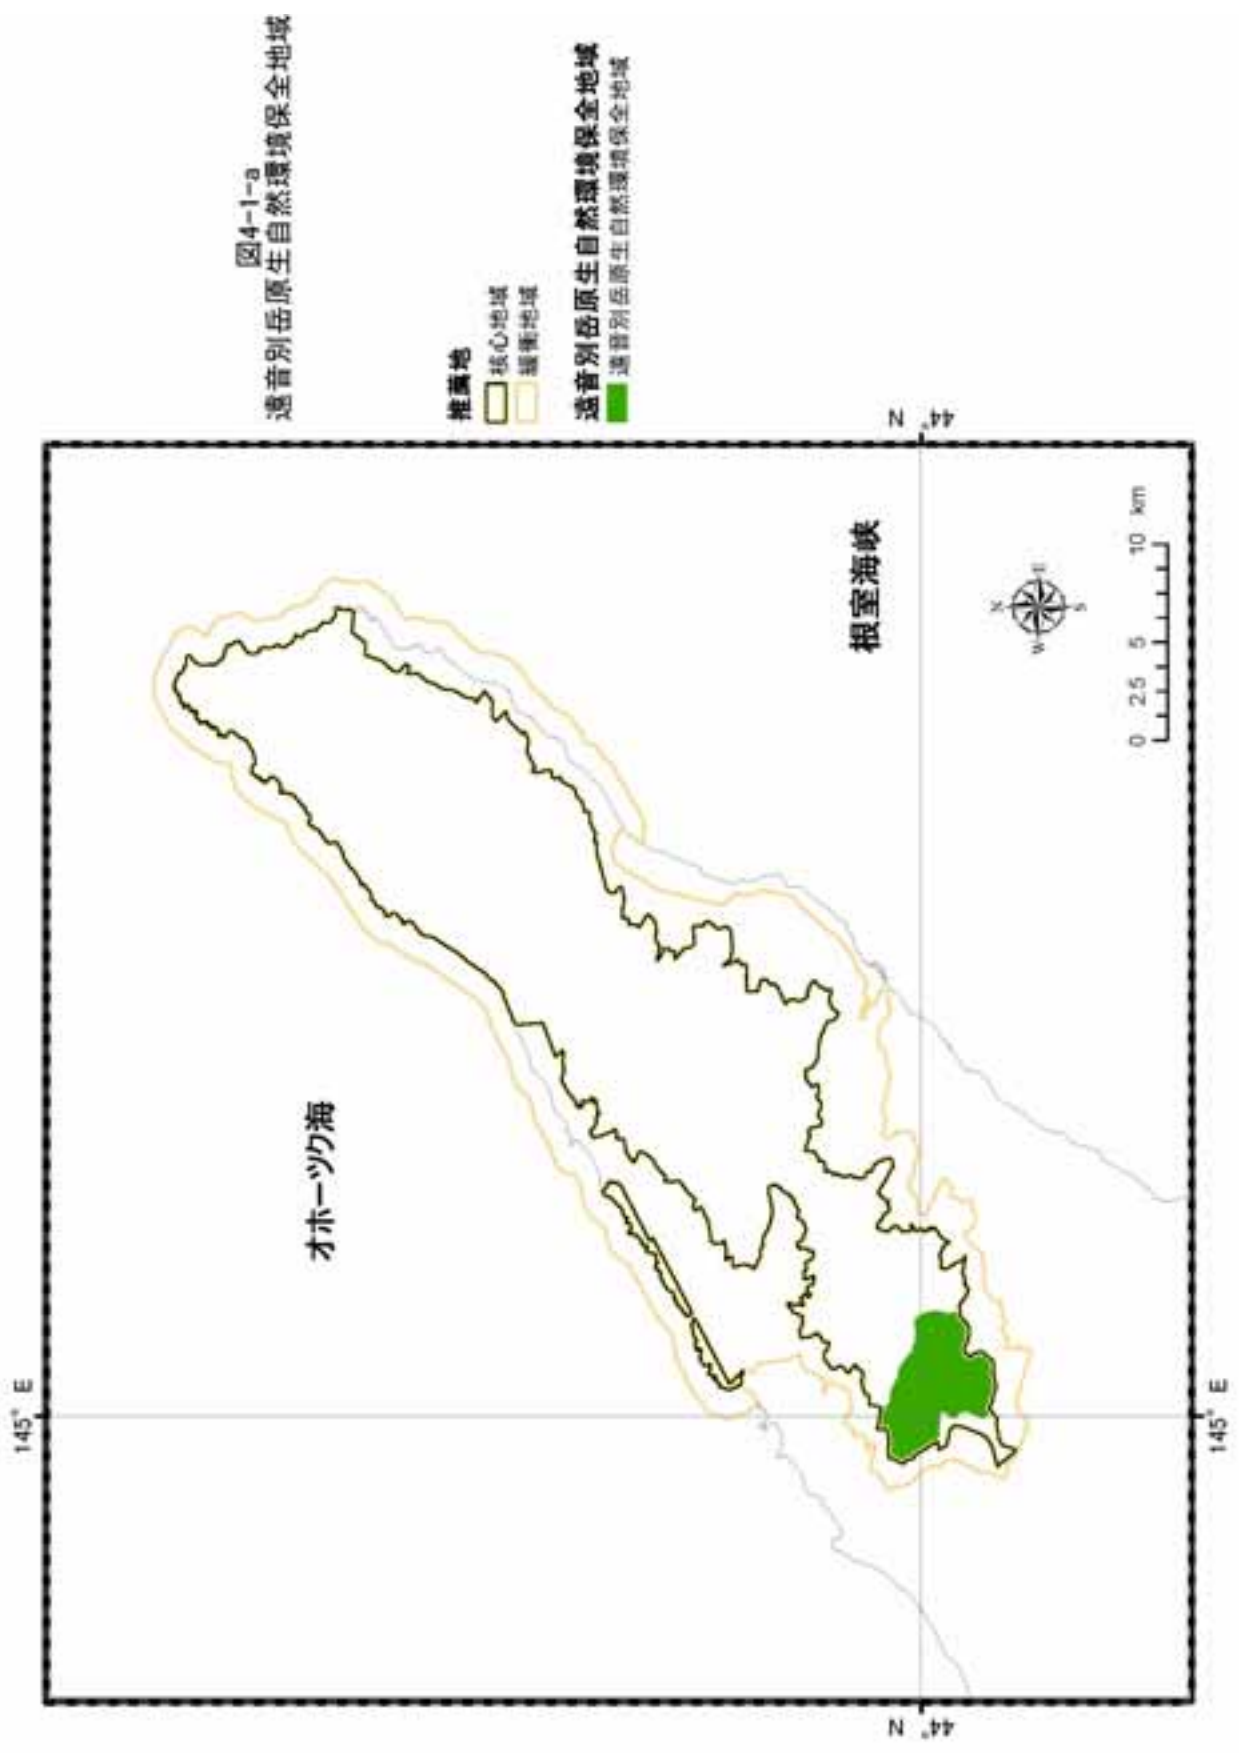 図4-1-a
遠音別岳原生自然環境保全地域
推薦地
核心地域
緩衝地域
遠音別岳原生自然環境保全地域
遠音別岳原生自然環境保全地域
145° E
44° N
44° N
145° E
オホーツク海
根室海峡
N
W
E
S
0 2.5 5 10 km